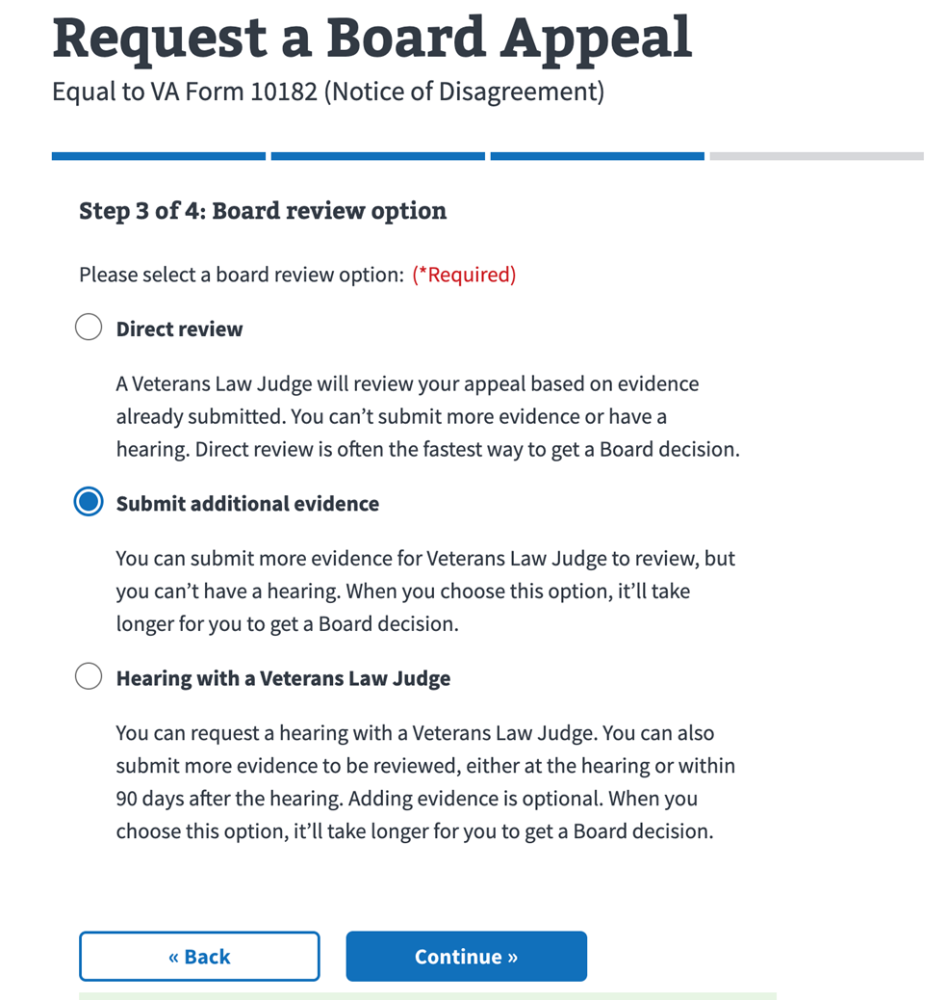 Request a Board Appeal
Equal to VA Form 10182 (Notice of Disagreement)
Step 3 of 4: Board review option
Please select a board review option: (*Required)
Direct review
A Veterans Law Judge will review your appeal based on evidence
already submitted. You can’t submit more evidence or have a
hearing. Direct review is often the fastest way to get a Board decision.
Submit additional evidence
You can submit more evidence for Veterans Law Judge to review, but
you can’t have a hearing. When you choose this option, it’ll take
longer for you to get a Board decision.
Hearing with a Veterans Law Judge
You can request a hearing with a Veterans Law Judge. You can also
submit more evidence to be reviewed, either at the hearing or within
90 days after the hearing. Adding evidence is optional. When you
choose this option, it’ll take longer for you to get a Board decision.
« Back
Continue »